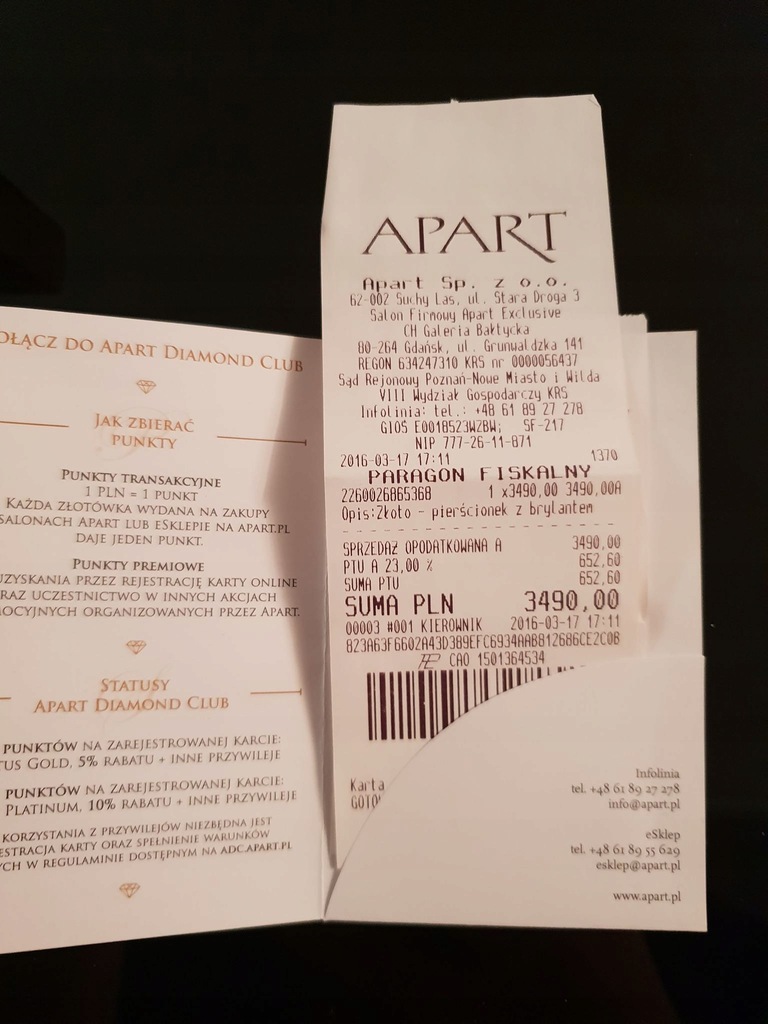 DOŁĄCZ DO APART DIAMOND CLUB
JAK ZBIERAĆ
PUNKTY
PUNKTY TRANSAKCYJNE
1 PLN = 1 PUNKT
KAŻDA ZŁOTÓWKA WYDANA NA ZAKUPY
SALONACH APART LUB ESKLEPIE NA APART.PL
DAJE JEDEN PUNKT.
PUNKTY PREMIOWE
UZYSKANIA PRZEZ REJESTRACJĘ KARTY ONLINE
RAZ UCZESTNICTWO W INNYCH AKCJACH
MOCYJNYCH ORGANIZOWANYCH PRZEZ APART.
STATUSY
APART DIAMOND CLUB
PUNKTÓW NA ZAREJESTROWANEJ KARCIE:
TUS GOLD, 5% RABATU + INNE PRZYWILEJE
PUNKTÓW NA ZAREJESTROWANEJ KARCIE:
PLATINUM, 10% RABATU + INNE PRZYWILEJE
KORZYSTANIA Z PRZYWILEJÓW NIEZBĘDNA JEST
ESTRACJA KARTY ORAZ SPEŁNIENIE WARUNKÓW
YCH W REGULAMINIE DOSTĘPNYM NA ADC.APART.PL
APART
Apart Sp. z o.o.
62-002 Suchy Las, ul. Stara Droga 3
Salon Firmowy Apart Exclusive
CH Galeria Bałtycka
80-264 Gdańsk, ul. Grunwaldzka 141
REGON 634247310 KRS nr 0000056437
Sąd Rejonowy Poznań-Nowe Miasto i Wilda
VIII Wydział Gospodarczy KRS
Infolinia: tel.: +48 61 89 27 278
GIOŚ E0018523WZBW; SF-217
NIP 777-26-11-871
2016-03-17 17:11 1370
PARAGON FISKALNY
2260026865368 1 x3490,00 3490,00A
Opis:Złoto - pierścionek z brylantem
SPRZEDAŻ OPODATKOWANA A 3490,00
PTU A 23,00 % 652,60
SUMA PTU 652,60
SUMA PLN 3490,00
00003 #001 KIEROWNIK 2016-03-17 17:11
823A63F6602A43D389EFC6934AAB812686CE2C0B
CAO 1501364534
Karta
GOTÓ
Infolinia
tel. +48 61 89 27 278
info@apart.pl
eSklep
tel. +48 61 89 55 629
esklep@apart.pl
www.apart.pl